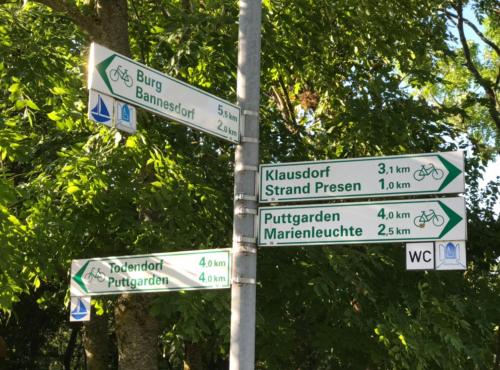 Burg 5,5 km
Bannesdorf 2,0 km
Klausdorf 3,1 km
Strand Presen 1,0 km
Puttgarden 4,0 km
Marienleuchte 2,5 km
WC
Todendorf 4,0 km
Puttgarden 4,0 km